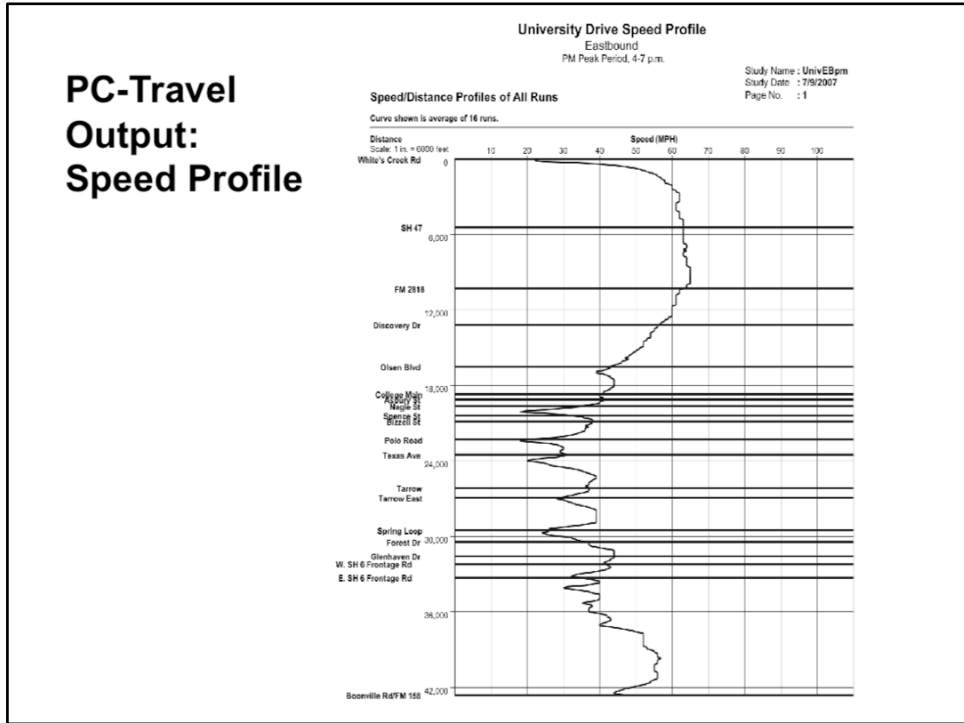 PC-Travel
Output:
Speed Profile
University Drive Speed Profile
Eastbound
PM Peak Period, 4-7 p.m.
Study Name : UnivEBpm
Study Date : 7/9/2007
Page No. : 1
Speed/Distance Profiles of All Runs
Curve shown is average of 16 runs.
Distance
Speed (MPH)
Scale: 1 in. = 6000 feet
10 20 30 40 50 60 70 80 90 100
White's Creek Rd 0
SH 47
6,000
FM 2818
12,000
Discovery Dr
Olsen Blvd
18,000
College Main
Asbury St
Nagle St
Spence St
Bizzell St
Polo Road
Texas Ave
24,000
Tarrow
Tarrow East
Spring Loop
30,000
Forest Dr
Glenhaven Dr
W. SH 6 Frontage Rd
E. SH 6 Frontage Rd
36,000
42,000
Boonville Rd/FM 158